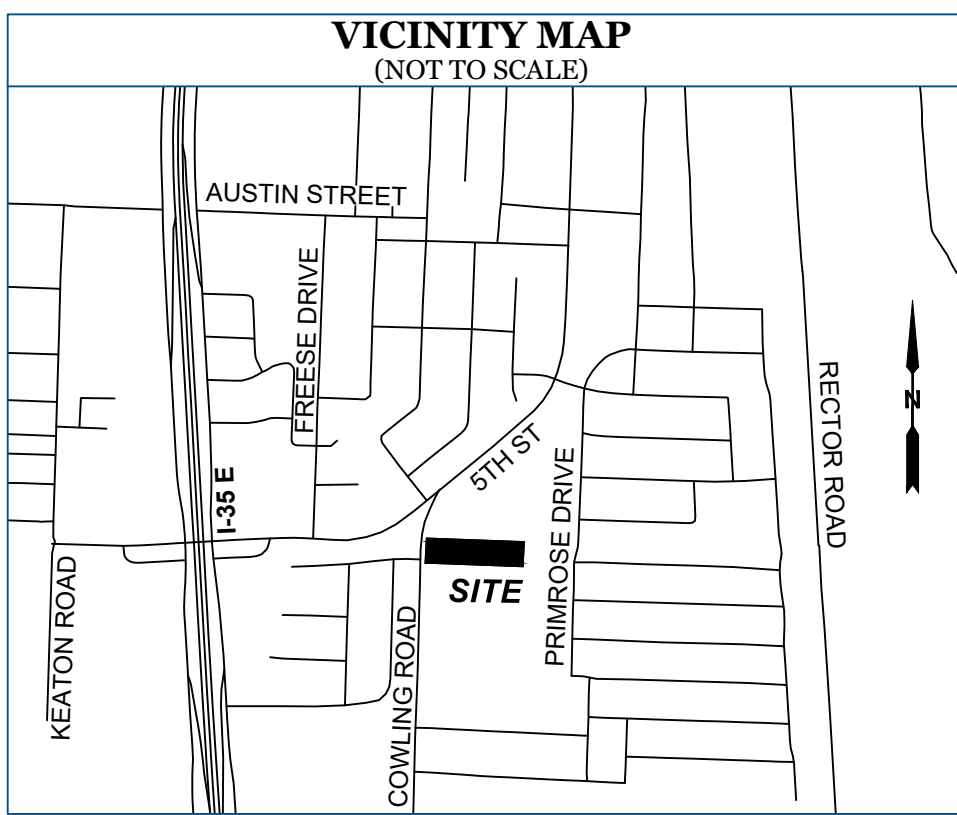 VICINITY MAP
(NOT TO SCALE)
AUSTIN STREET
FREESE DRIVE
RECTOR ROAD
N
5TH ST
I-35 E
PRIMROSE DRIVE
SITE
KEATON ROAD
COWLING ROAD